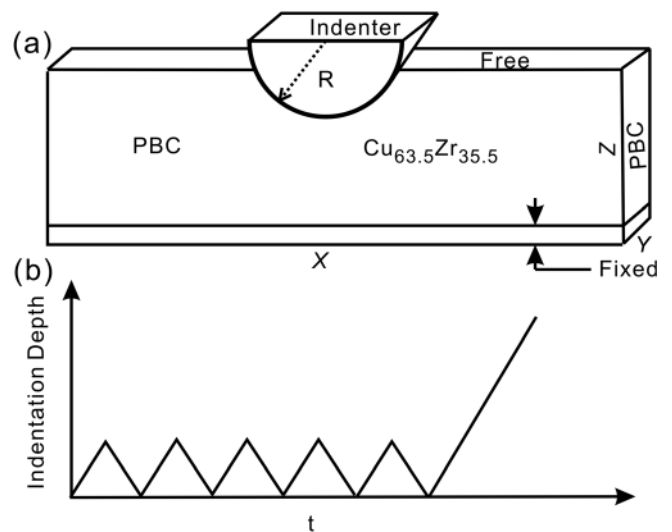 (a)
Indenter
Free
R
PBC
Cu63.5Zr35.5
Z
PBC
Y
X
Fixed
(b)
Indentation Depth
t